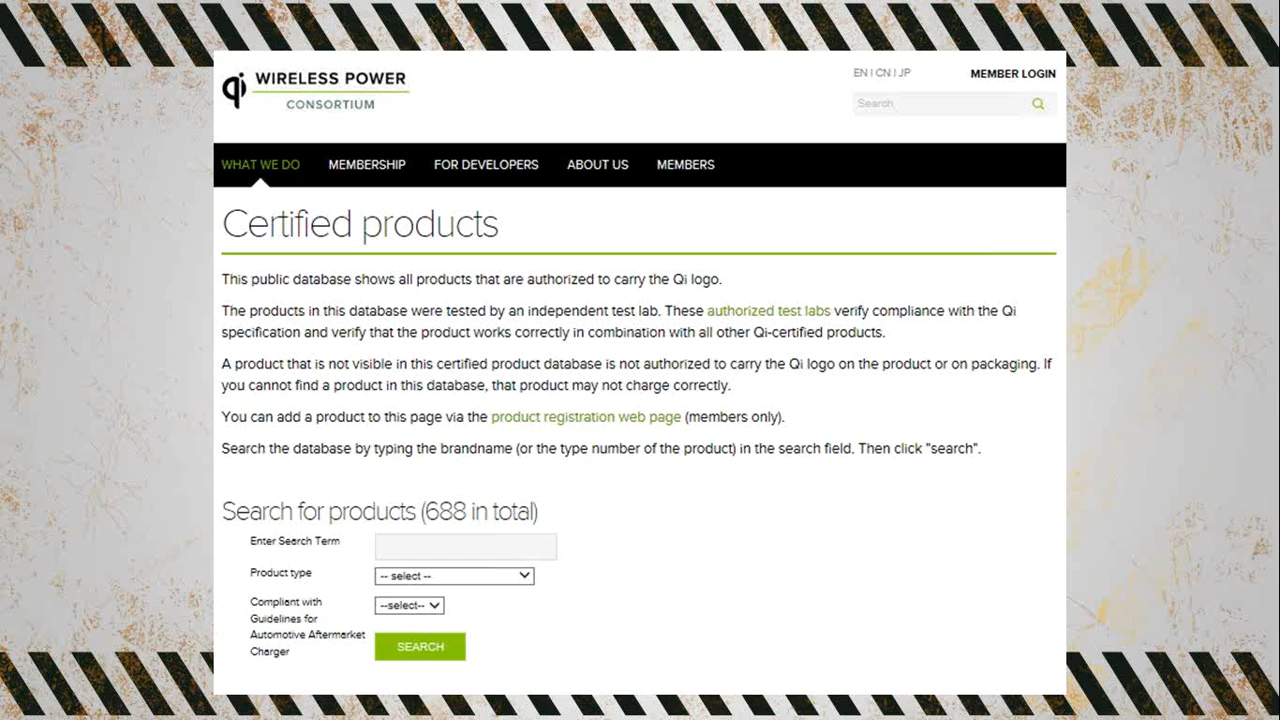 qi WIRELESS POWER
CONSORTIUM
EN | CN | JP
MEMBER LOGIN
Search
WHAT WE DO MEMBERSHIP FOR DEVELOPERS ABOUT US MEMBERS
Certified products
This public database shows all products that are authorized to carry the Qi logo.
The products in this database were tested by an independent test lab. These authorized test labs verify compliance with the Qi
specification and verify that the product works correctly in combination with all other Qi-certified products.
A product that is not visible in this certified product database is not authorized to carry the Qi logo on the product or on packaging. If
you cannot find a product in this database, that product may not charge correctly.
You can add a product to this page via the product registration web page (members only).
Search the database by typing the brandname (or the type number of the product) in the search field. Then click "search".
Search for products (688 in total)
Enter Search Term
Product type
-- select --
Compliant with
Guidelines for
Automotive Aftermarket
Charger
--select--
SEARCH